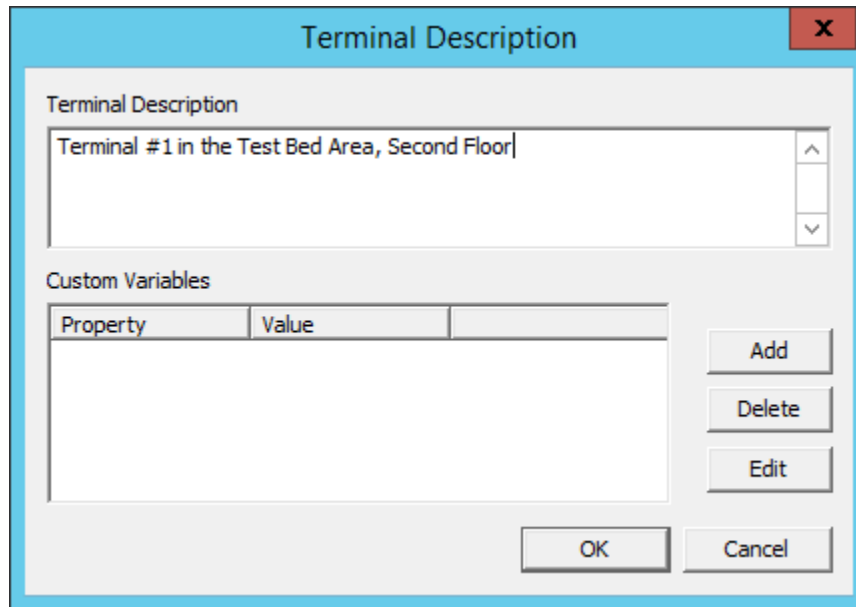 Terminal Description
x
Terminal Description
Terminal #1 in the Test Bed Area, Second Floor
Custom Variables
Property Value
Add
Delete
Edit
OK Cancel